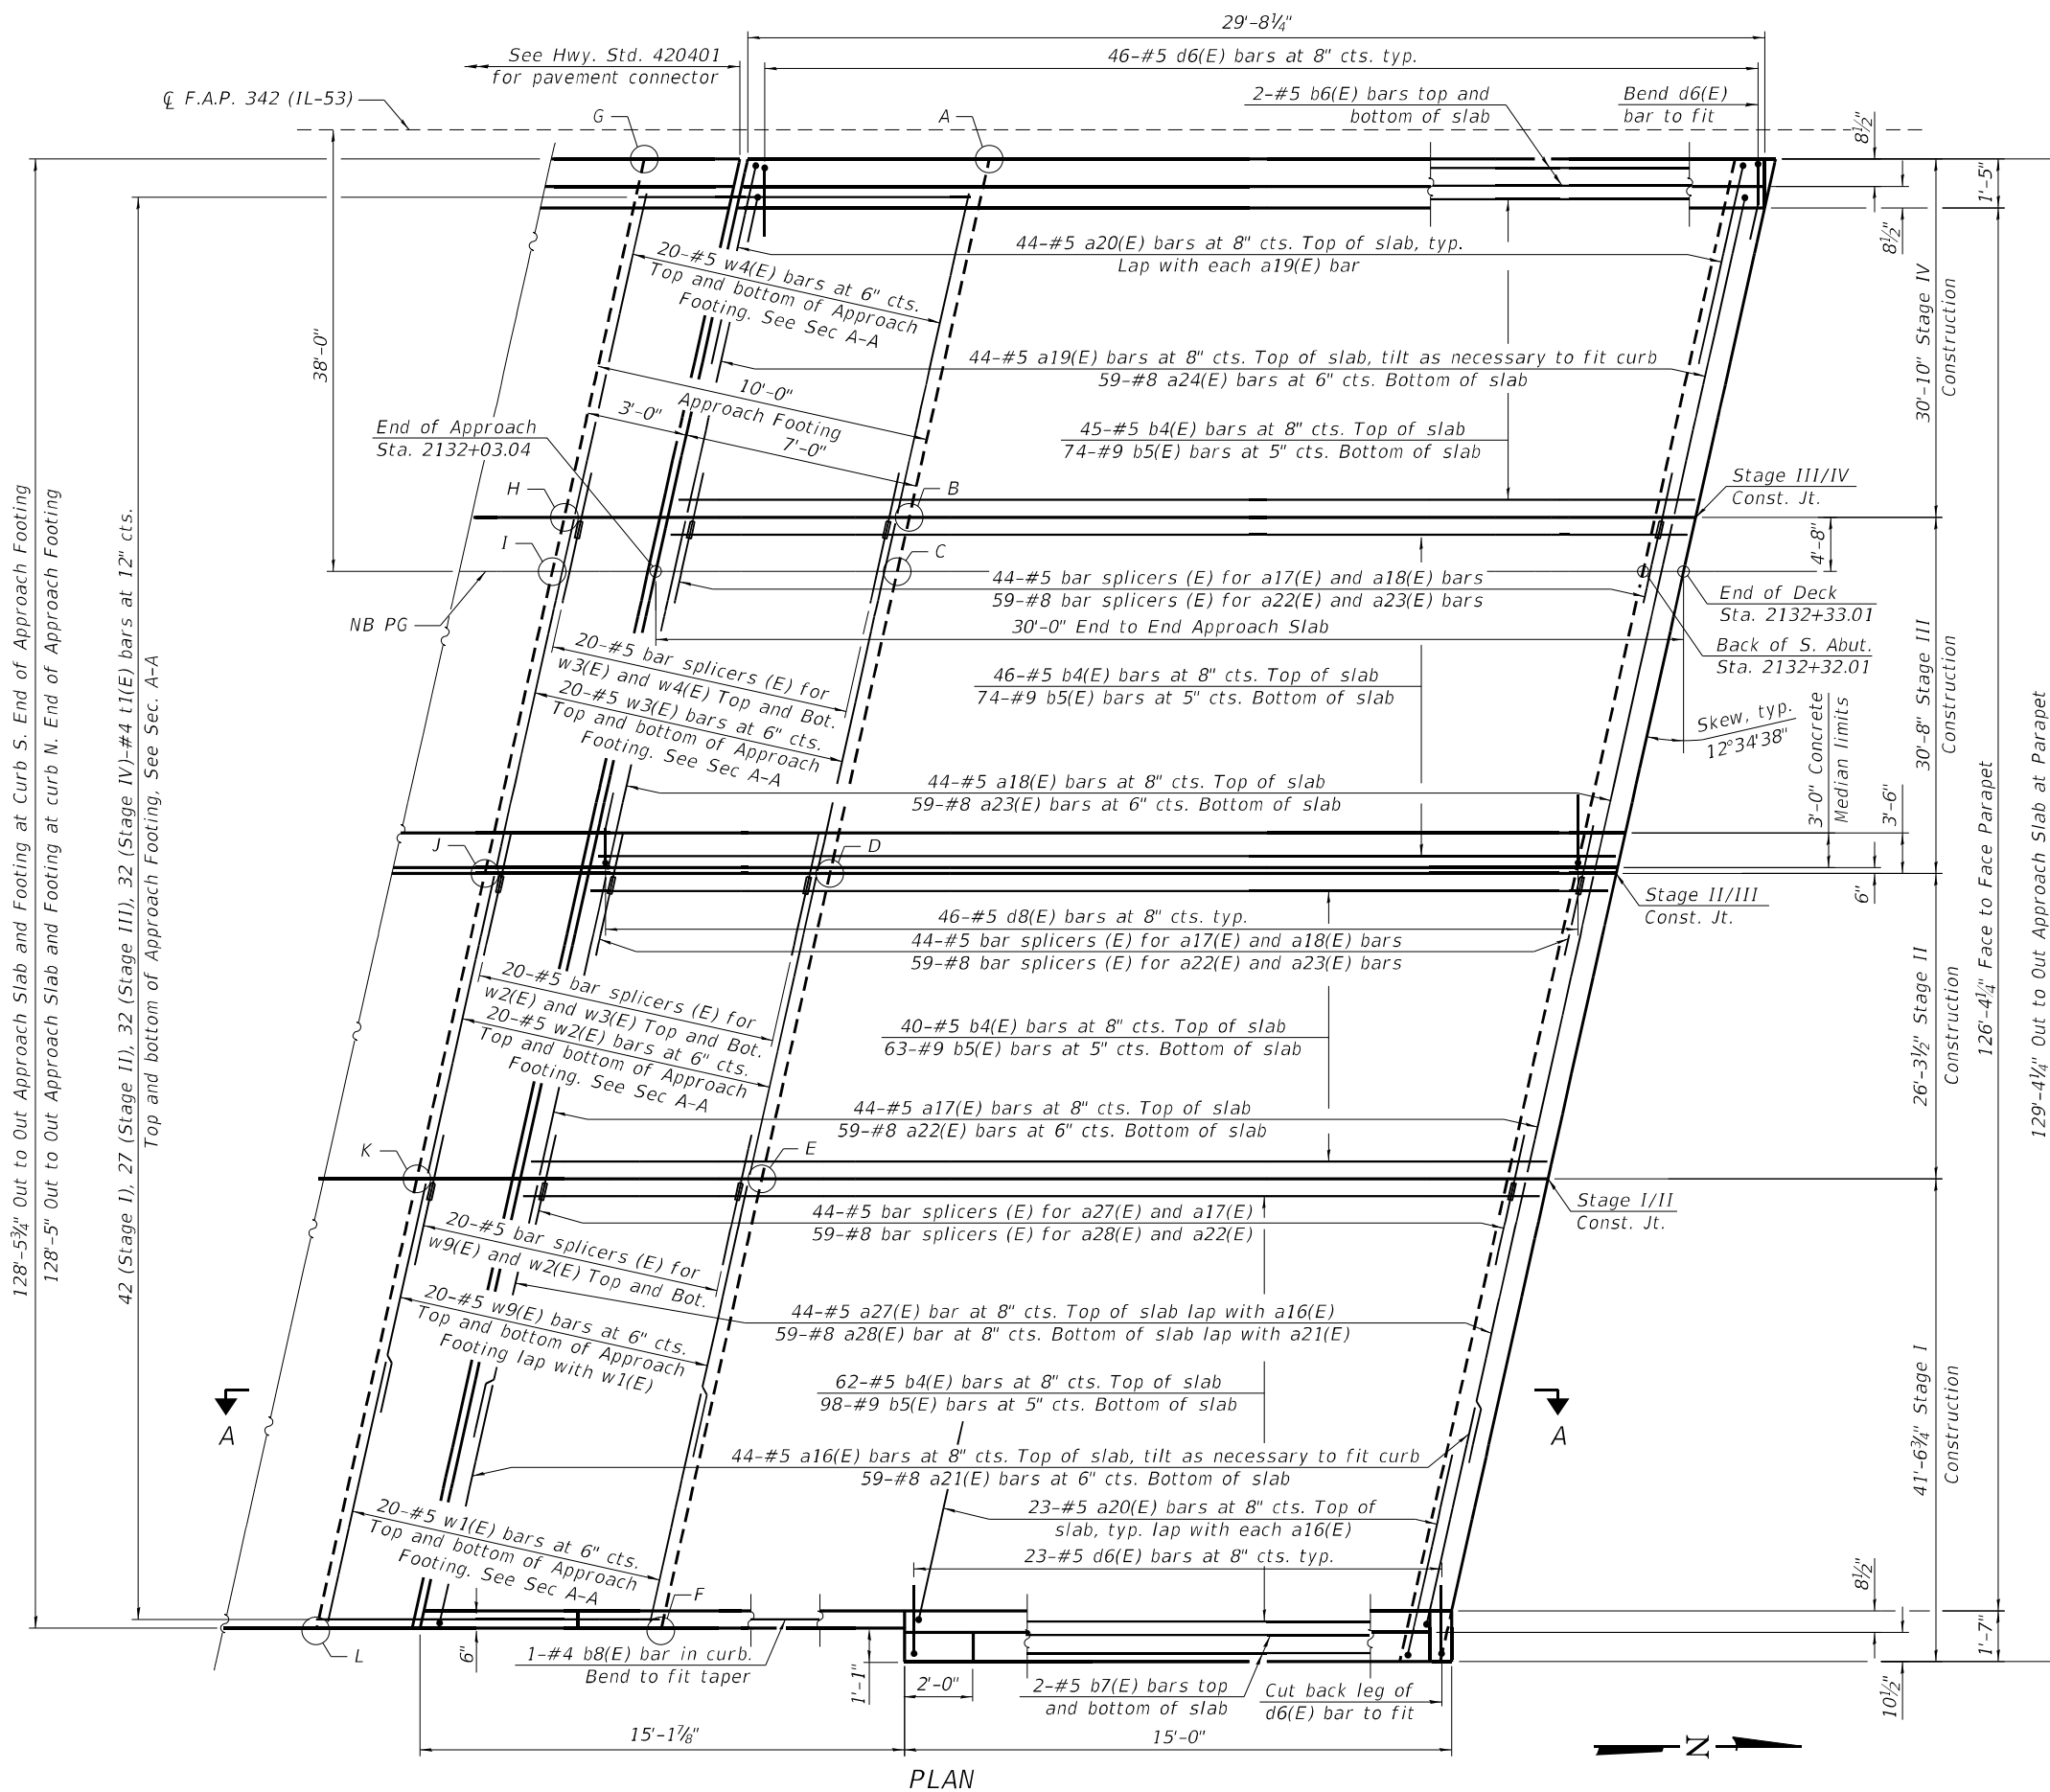 29'-8¼"
See Hwy. Std. 420401
for pavement connector
46-#5 d6(E) bars at 8" cts. typ.
℄ F.A.P. 342 (IL-53)
2-#5 b6(E) bars top and
bottom of slab
Bend d6(E)
bar to fit
G
A
8½"
1'-5"
8½"
38'-0"
20-#5 w4(E) bars at 6" cts.
Top and bottom of Approach
Footing. See Sec A-A
44-#5 a20(E) bars at 8" cts. Top of slab, typ.
Lap with each a19(E) bar
30'-10" Stage IV
Construction
44-#5 a19(E) bars at 8" cts. Top of slab, tilt as necessary to fit curb
59-#8 a24(E) bars at 6" cts. Bottom of slab
10'-0"
Approach Footing
3'-0"
7'-0"
End of Approach
Sta. 2132+03.04
45-#5 b4(E) bars at 8" cts. Top of slab
74-#9 b5(E) bars at 5" cts. Bottom of slab
H
B
Stage III/IV
Const. Jt.
I
C
4'-8"
NB PG
44-#5 bar splicers (E) for a17(E) and a18(E) bars
59-#8 bar splicers (E) for a22(E) and a23(E) bars
End of Deck
Sta. 2132+33.01
30'-0" End to End Approach Slab
Back of S. Abut.
Sta. 2132+32.01
20-#5 bar splicers (E) for
w3(E) and w4(E) Top and Bot.
20-#5 w3(E) bars at 6" cts.
Top and bottom of Approach
Footing. See Sec A-A
46-#5 b4(E) bars at 8" cts. Top of slab
74-#9 b5(E) bars at 5" cts. Bottom of slab
Skew, typ.
12°34'38"
3'-0" Concrete
Median limits
30'-8" Stage III
Construction
3'-6"
44-#5 a18(E) bars at 8" cts. Top of slab
59-#8 a23(E) bars at 6" cts. Bottom of slab
J
D
6"
Stage II/III
Const. Jt.
46-#5 d8(E) bars at 8" cts. typ.
44-#5 bar splicers (E) for a17(E) and a18(E) bars
59-#8 bar splicers (E) for a22(E) and a23(E) bars
20-#5 bar splicers (E) for
w2(E) and w3(E) Top and Bot.
20-#5 w2(E) bars at 6" cts.
Top and bottom of Approach
Footing. See Sec A-A
40-#5 b4(E) bars at 8" cts. Top of slab
63-#9 b5(E) bars at 5" cts. Bottom of slab
26'-3½" Stage II
Construction
44-#5 a17(E) bars at 8" cts. Top of slab
59-#8 a22(E) bars at 6" cts. Bottom of slab
K
E
Stage I/II
Const. Jt.
44-#5 bar splicers (E) for a27(E) and a17(E)
59-#8 bar splicers (E) for a28(E) and a22(E)
20-#5 bar splicers (E) for
w9(E) and w2(E) Top and Bot.
20-#5 w9(E) bars at 6" cts.
Top and bottom of Approach
Footing lap with w1(E)
44-#5 a27(E) bar at 8" cts. Top of slab lap with a16(E)
59-#8 a28(E) bar at 8" cts. Bottom of slab lap with a21(E)
62-#5 b4(E) bars at 8" cts. Top of slab
98-#9 b5(E) bars at 5" cts. Bottom of slab
41'-6¾" Stage I
Construction
A
A
44-#5 a16(E) bars at 8" cts. Top of slab, tilt as necessary to fit curb
59-#8 a21(E) bars at 6" cts. Bottom of slab
20-#5 w1(E) bars at 6" cts.
Top and bottom of Approach
Footing. See Sec A-A
23-#5 a20(E) bars at 8" cts. Top of
slab, typ. lap with each a16(E)
23-#5 d6(E) bars at 8" cts. typ.
F
L
6"
1-#4 b8(E) bar in curb.
Bend to fit taper
1'-1"
2'-0"
2-#5 b7(E) bars top
and bottom of slab
Cut back leg of
d6(E) bar to fit
8½"
1'-7"
10½"
15'-1⅞"
15'-0"
N
128'-5¾" Out to Out Approach Slab and Footing at Curb S. End of Approach Footing
128'-5" Out to Out Approach Slab and Footing at curb N. End of Approach Footing
42 (Stage I), 27 (Stage II), 32 (Stage III), 32 (Stage IV)-#4 t1(E) bars at 12" cts.
Top and bottom of Approach Footing, See Sec. A-A
126'-4¼" Face to Face Parapet
129'-4¼" Out to Out Approach Slab at Parapet
PLAN